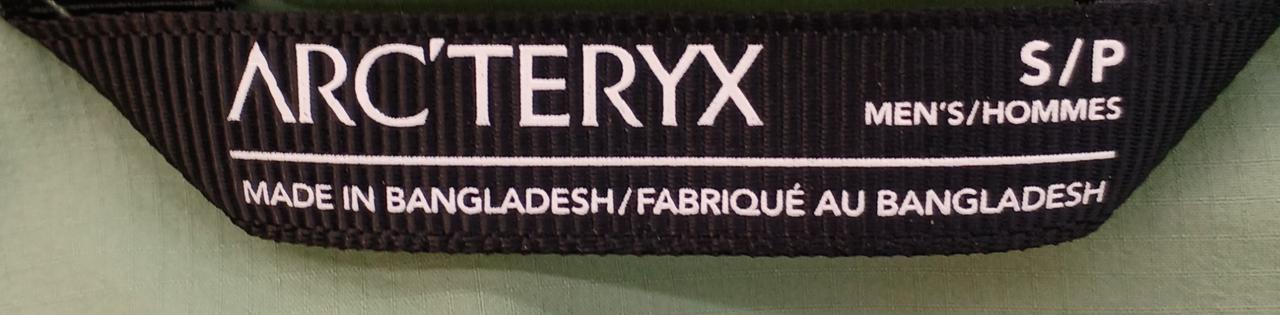 ARC'TERYX
S/P
MEN'S/HOMMES
MADE IN BANGLADESH/FABRIQUÉ AU BANGLADESH